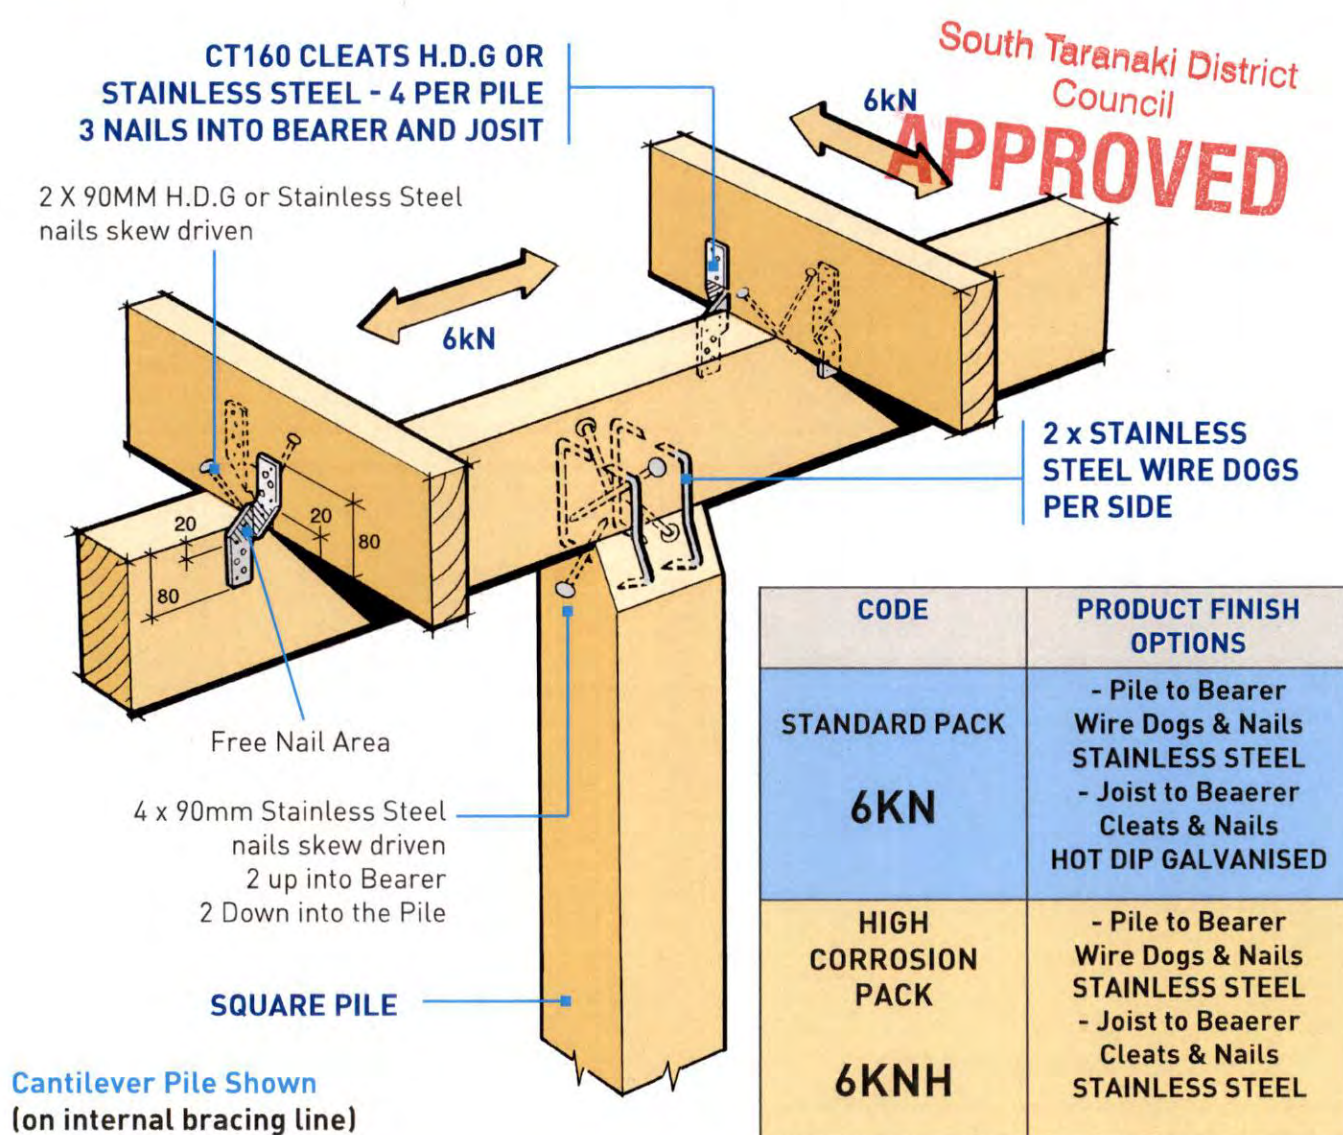 CT160 CLEATS H.D.G OR
STAINLESS STEEL - 4 PER PILE
3 NAILS INTO BEARER AND JOSIT
South Taranaki District
Council
APPROVED
6kN
2 X 90MM H.D.G or Stainless Steel
nails skew driven
6kN
2 x STAINLESS
STEEL WIRE DOGS
PER SIDE
20
80
20
80
Free Nail Area
4 x 90mm Stainless Steel
nails skew driven
2 up into Bearer
2 Down into the Pile
SQUARE PILE
Cantilever Pile Shown
(on internal bracing line)
CODE
PRODUCT FINISH
OPTIONS
STANDARD PACK
6KN
- Pile to Bearer
Wire Dogs & Nails
STAINLESS STEEL
- Joist to Beaerer
Cleats & Nails
HOT DIP GALVANISED
HIGH
CORROSION
PACK
6KNH
- Pile to Bearer
Wire Dogs & Nails
STAINLESS STEEL
- Joist to Beaerer
Cleats & Nails
STAINLESS STEEL